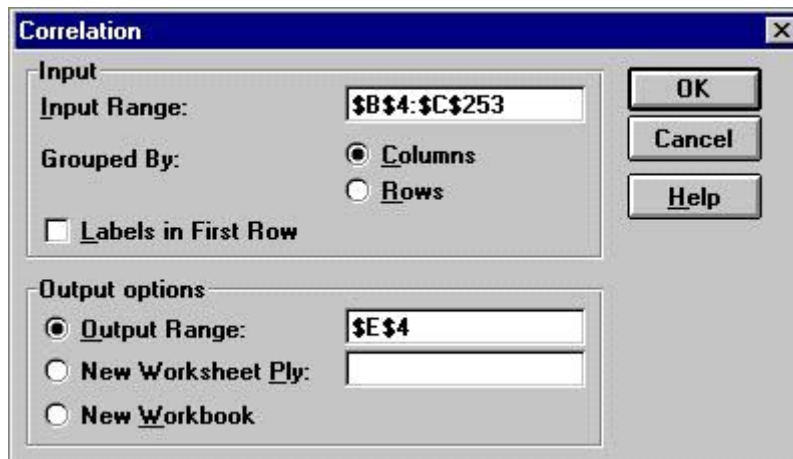 Correlation
Input
Input Range: $B$4:$C$253
Grouped By: Columns
Rows
Labels in First Row
OK
Cancel
Help
Output options
Output Range: $E$4
New Worksheet Ply:
New Workbook